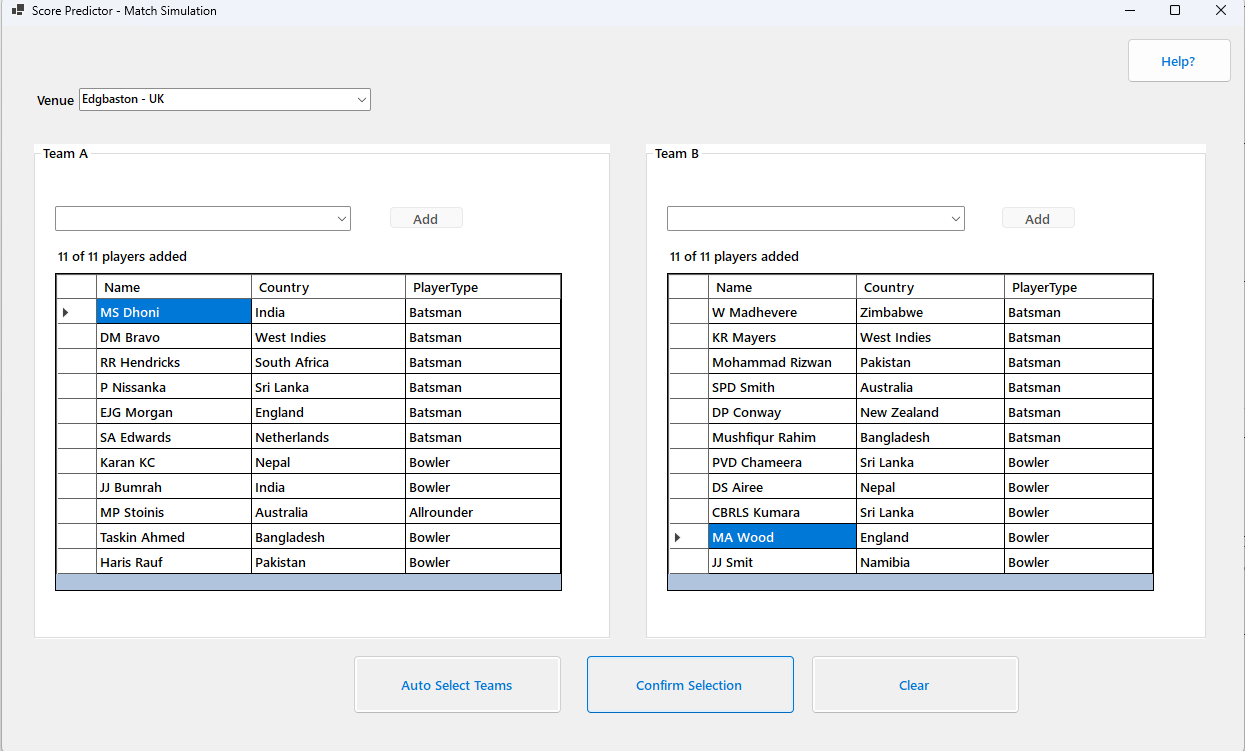 Score Predictor - Match Simulation
Help?
Venue Edgbaston - UK
Team A
Add
11 of 11 players added
Name Country PlayerType
MS Dhoni India Batsman
DM Bravo West Indies Batsman
RR Hendricks South Africa Batsman
P Nissanka Sri Lanka Batsman
EJG Morgan England Batsman
SA Edwards Netherlands Batsman
Karan KC Nepal Bowler
JJ Bumrah India Bowler
MP Stoinis Australia Allrounder
Taskin Ahmed Bangladesh Bowler
Haris Rauf Pakistan Bowler
Team B
Add
11 of 11 players added
Name Country PlayerType
W Madhevere Zimbabwe Batsman
KR Mayers West Indies Batsman
Mohammad Rizwan Pakistan Batsman
SPD Smith Australia Batsman
DP Conway New Zealand Batsman
Mushfiqur Rahim Bangladesh Batsman
PVD Chameera Sri Lanka Bowler
DS Airee Nepal Bowler
CBRLS Kumara Sri Lanka Bowler
MA Wood England Bowler
JJ Smit Namibia Bowler
Auto Select Teams
Confirm Selection
Clear